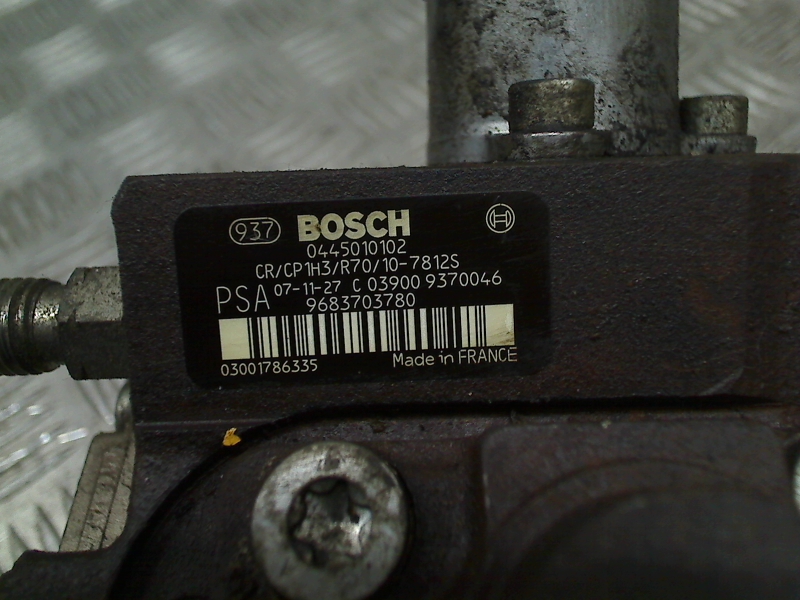 937 BOSCH
0445010102
CR/CP1H3/R70/10-7812S
PSA 07-11-27 C 03900 9370046
9683703780
03001786335 Made in FRANCE